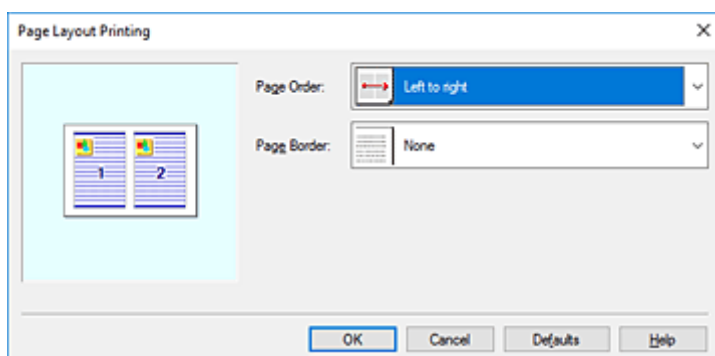 Page Layout Printing
Page Order:
Left to right
1 2
Page Border:
None
OK Cancel Defaults Help